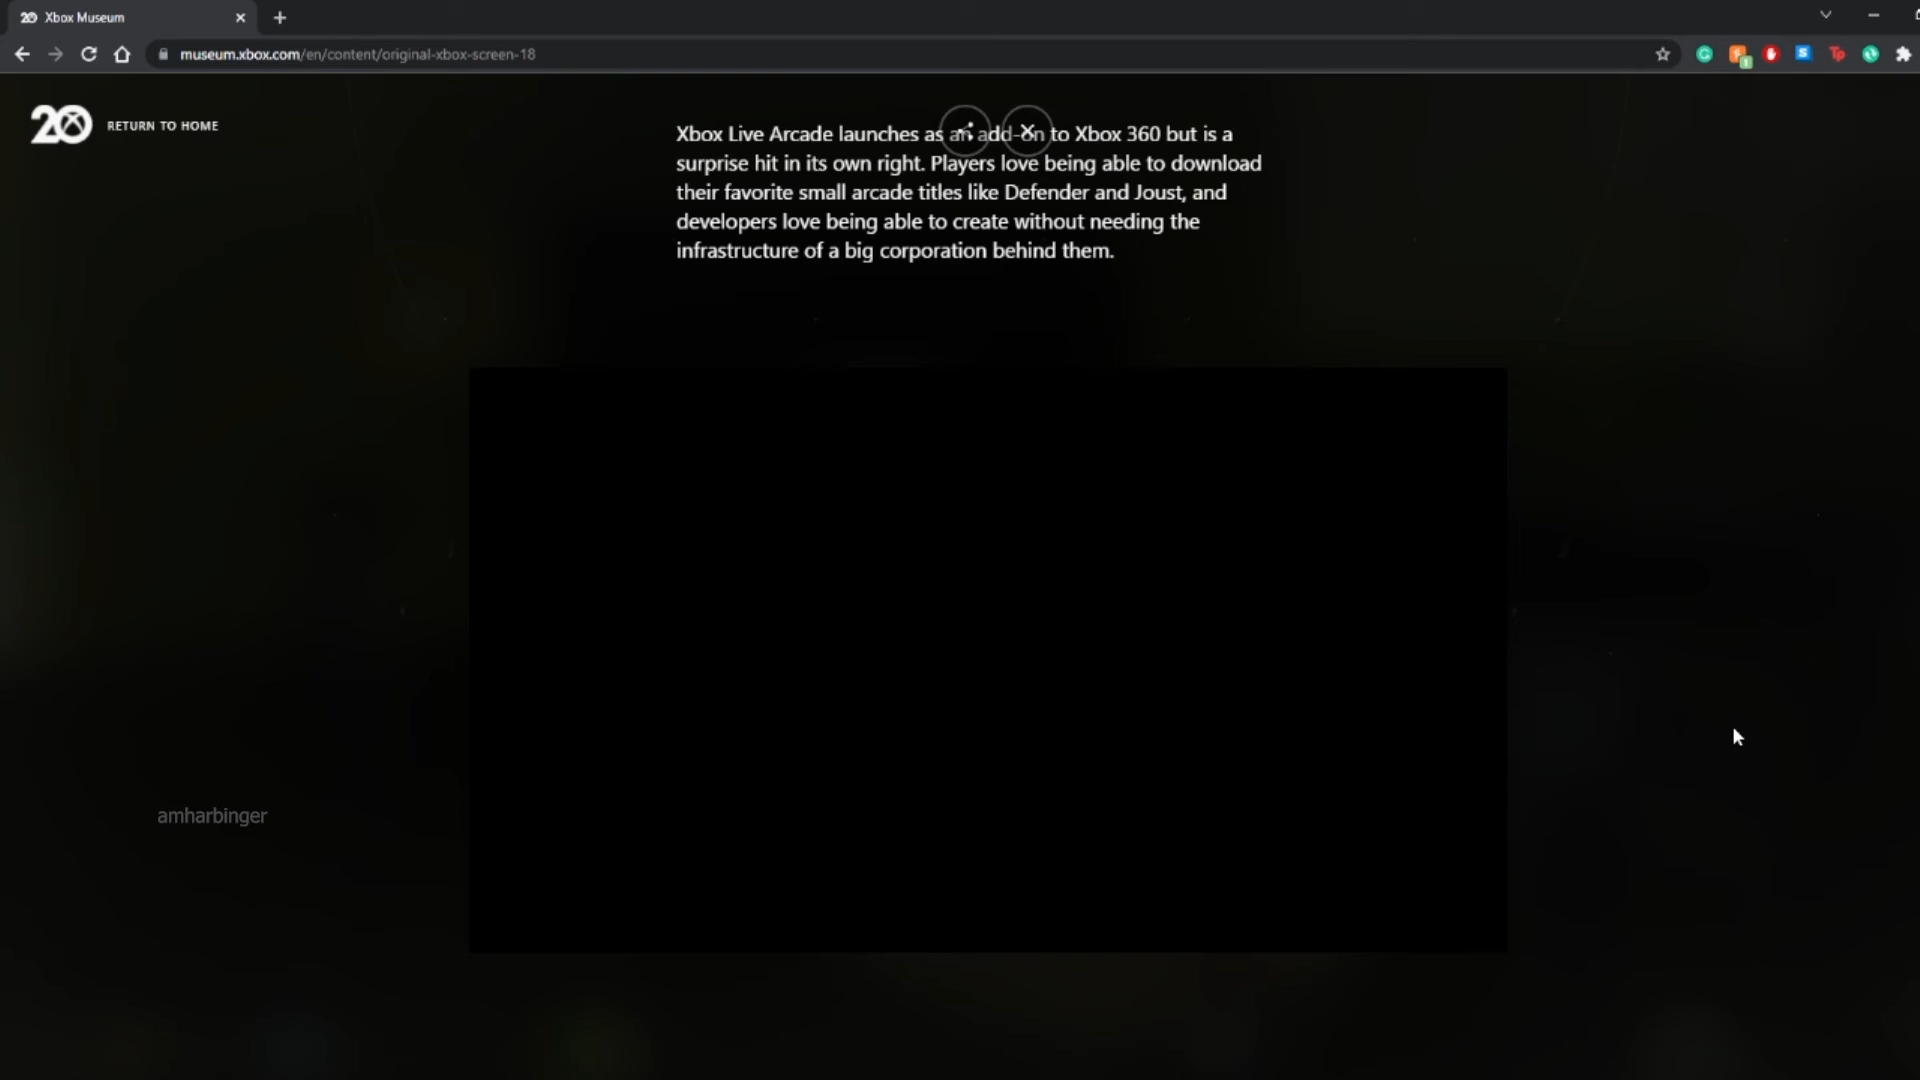 20 Xbox Museum
museum.xbox.com/en/content/original-xbox-screen-18
20 RETURN TO HOME
Xbox Live Arcade launches as an add-on to Xbox 360 but is a
surprise hit in its own right. Players love being able to download
their favorite small arcade titles like Defender and Joust, and
developers love being able to create without needing the
infrastructure of a big corporation behind them.
amharbinger